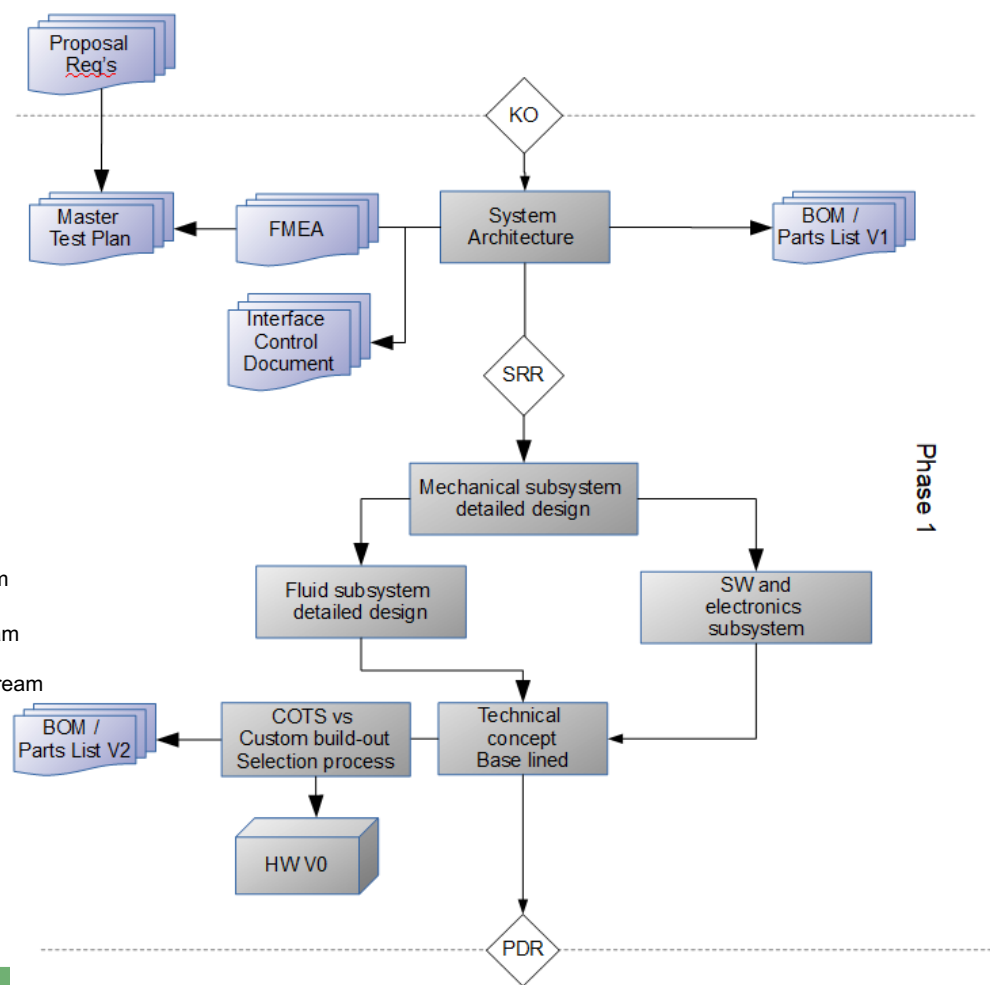 Proposal
Req's
KO
Master
Test Plan
FMEA
System
Architecture
BOM /
Parts List V1
Interface
Control
Document
SRR
Phase 1
Mechanical subsystem
detailed design
Fluid subsystem
detailed design
SW and
electronics
subsystem
BOM /
Parts List V2
COTS vs
Custom build-out
Selection process
Technical
concept
Base lined
HW V0
PDR